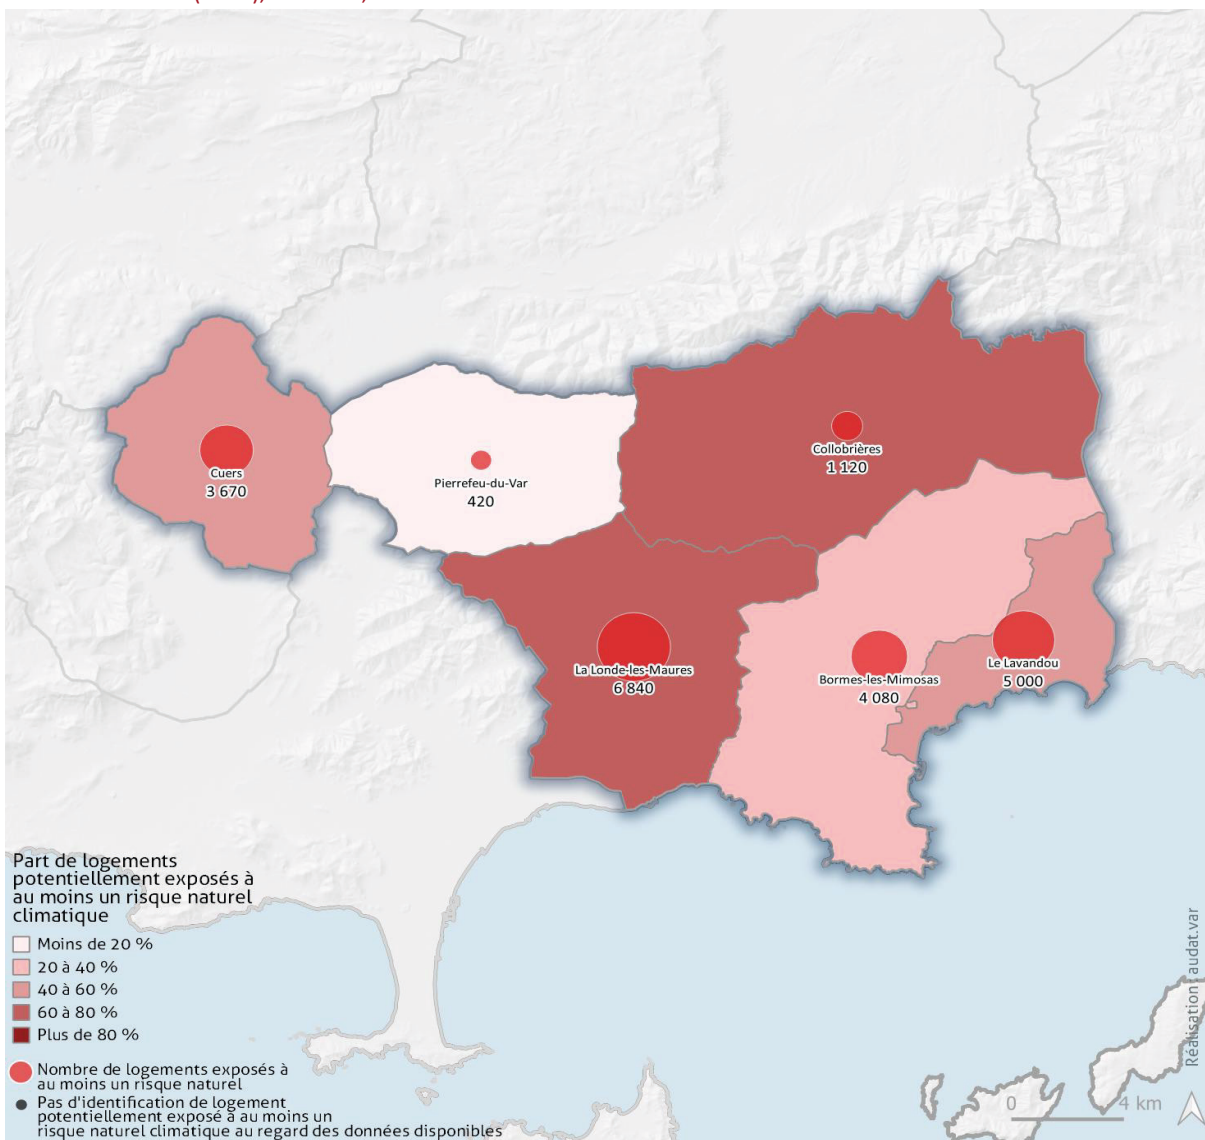 Cuers
3 670
Pierrefeu-du-Var
420
Collobrières
1 120
La Londe-les-Maures
6 840
Bormes-les-Mimosas
4 080
Le Lavandou
5 000
Part de logements
potentiellement exposés à
au moins un risque naturel
climatique
Moins de 20 %
20 à 40 %
40 à 60 %
60 à 80 %
Plus de 80 %
Nombre de logements exposés à
au moins un risque naturel
Pas d'identification de logement
potentiellement exposé à au moins un
risque naturel climatique au regard des données disponibles
0 4 km
Réalisation : audat.var